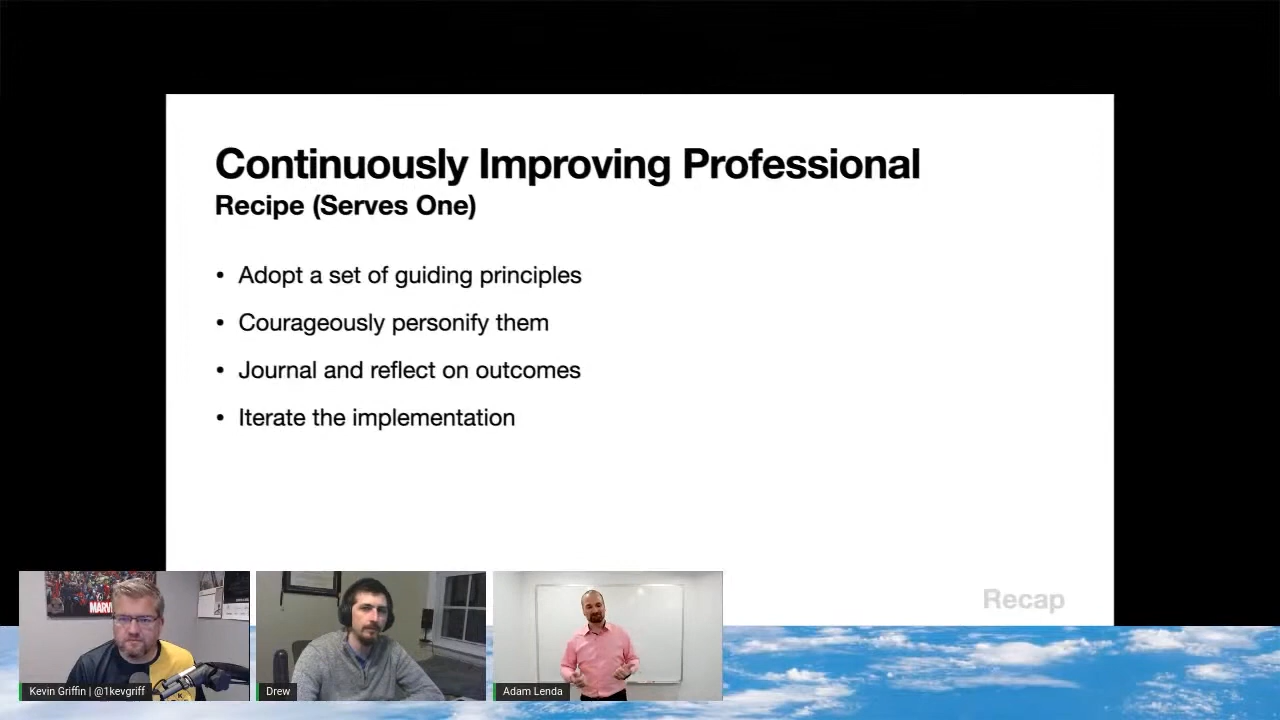 Continuously Improving Professional
Recipe (Serves One)
• Adopt a set of guiding principles
• Courageously personify them
• Journal and reflect on outcomes
• Iterate the implementation
Recap
MARV
Kevin Griffin | @1kevgriff
Drew
Adam Lenda